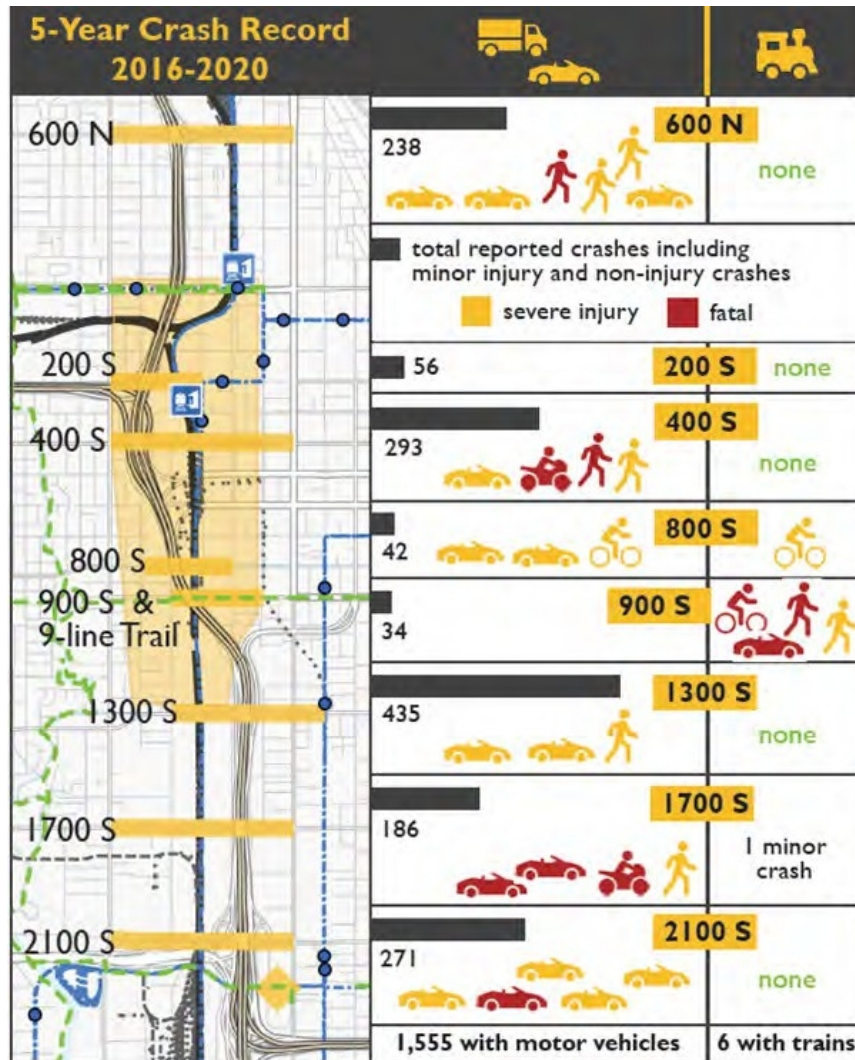 5-Year Crash Record
2016-2020
600 N
238
600 N
none
total reported crashes including
minor injury and non-injury crashes
severe injury
fatal
200 S
56
200 S
none
400 S
293
400 S
none
800 S
42
800 S
900 S &
9-line Trail
34
900 S
1300 S
435
1300 S
none
1700 S
186
1700 S
1 minor
crash
2100 S
271
2100 S
none
1,555 with motor vehicles
6 with trains